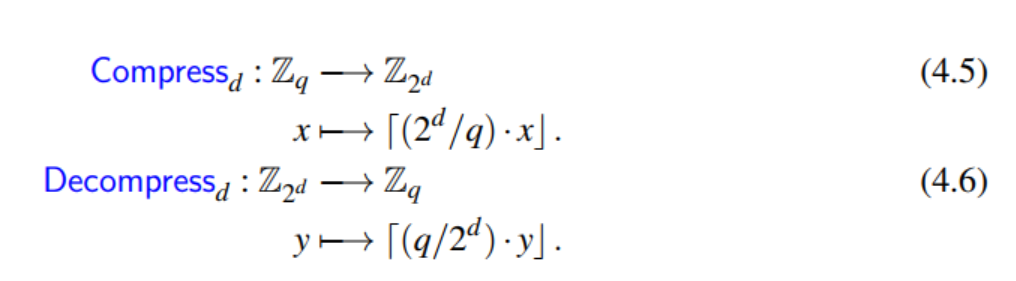 Compress_d : ℤ_q ⟶ ℤ_{2^d} (4.5)
x ⟼ ⌈(2^d/q) · x⌋ .
Decompress_d : ℤ_{2^d} ⟶ ℤ_q (4.6)
y ⟼ ⌈(q/2^d) · y⌋ .